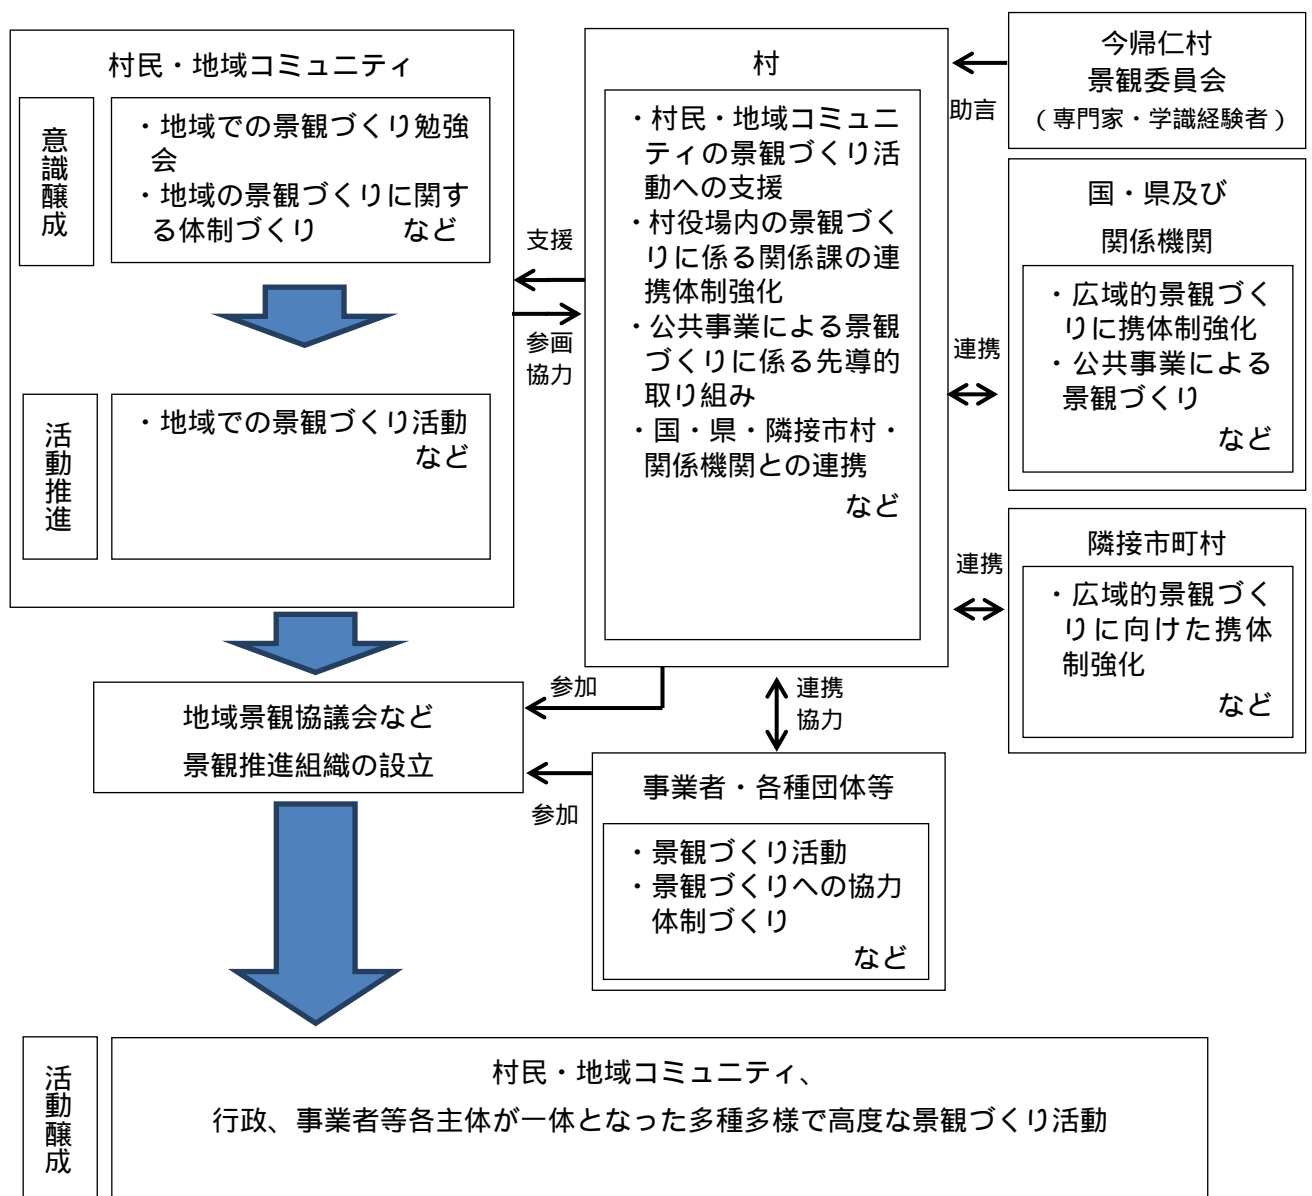 村民・地域コミュニティ
意識醸成
・地域での景観づくり勉強
会
・地域の景観づくりに関す
る体制づくり　　　など
活動推進
・地域での景観づくり活動
など
支援
参画
協力
村
・村民・地域コミュニ
ティの景観づくり活
動への支援
・村役場内の景観づく
りに係る関係課の連
携体制強化
・公共事業による景観
づくりに係る先導的
取り組み
・国・県・隣接市村・
関係機関との連携
など
助言
今帰仁村
景観委員会
（専門家・学識経験者）
連携
国・県及び
関係機関
・広域的景観づく
りに携体制強化
・公共事業による
景観づくり
など
連携
隣接市町村
・広域的景観づく
りに向けた携体
制強化
など
参加
連携
協力
地域景観協議会など
景観推進組織の設立
参加
事業者・各種団体等
・景観づくり活動
・景観づくりへの協力
体制づくり
など
活動醸成
村民・地域コミュニティ、
行政、事業者等各主体が一体となった多種多様で高度な景観づくり活動